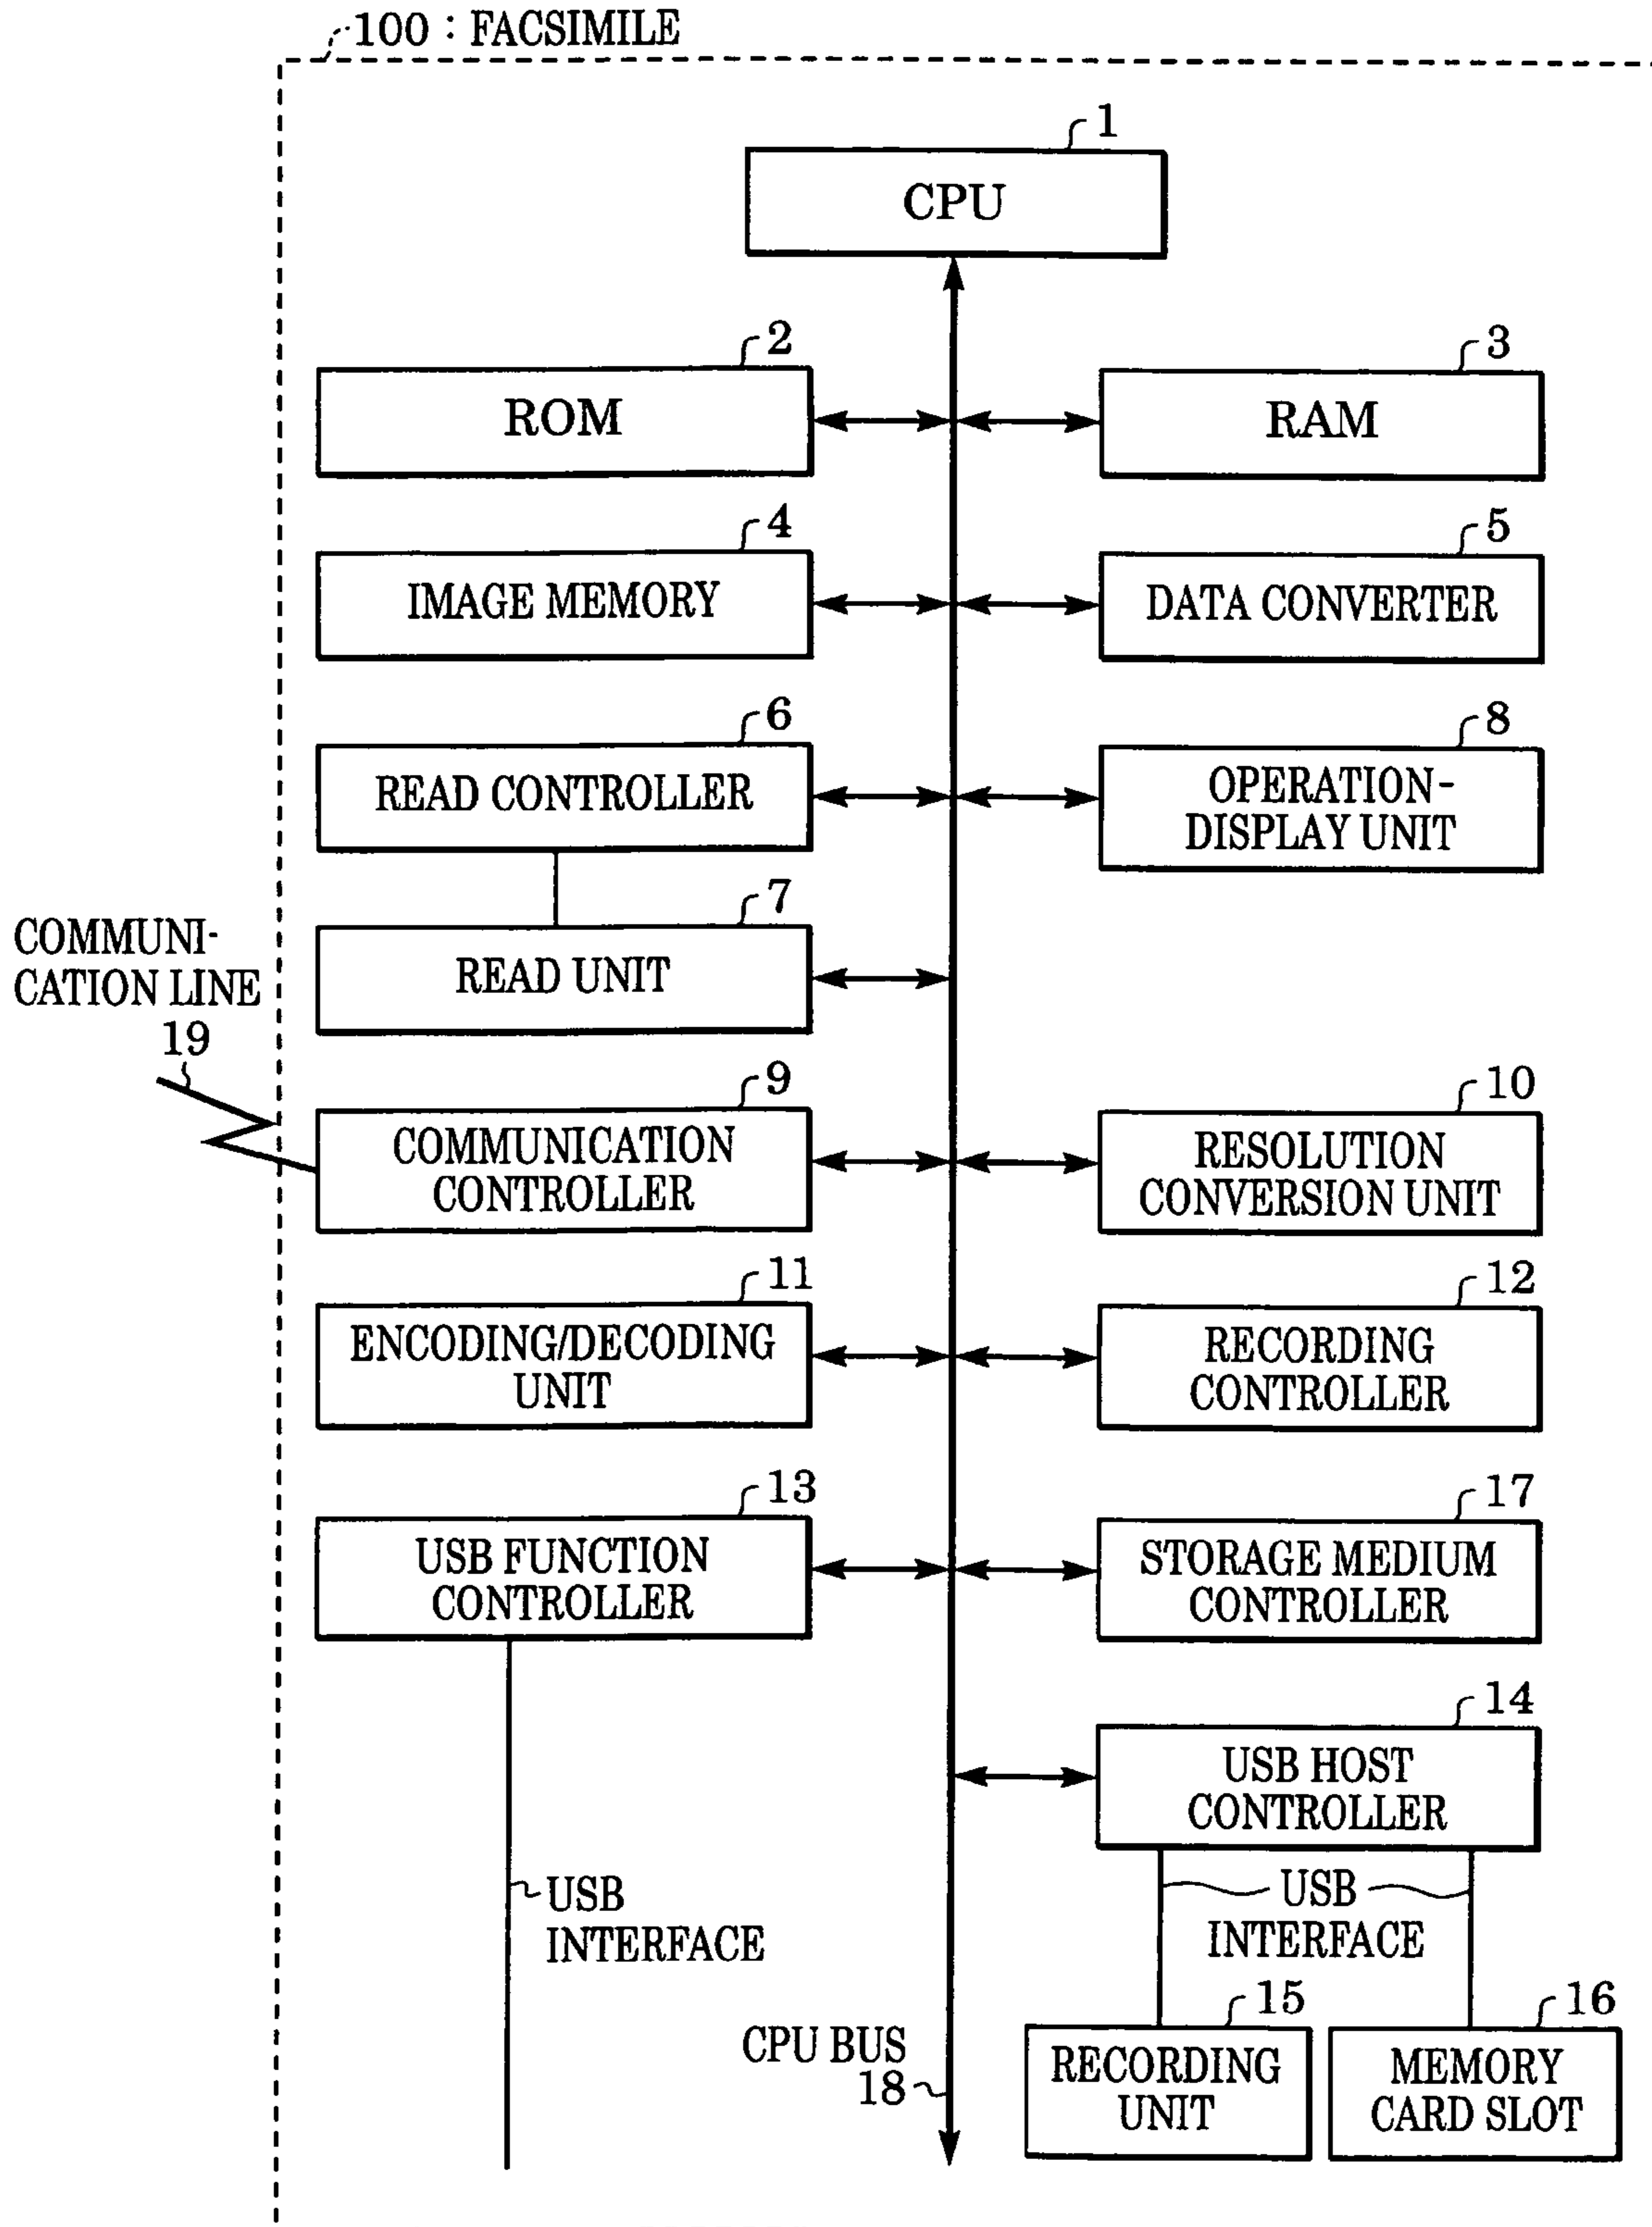 100 : FACSIMILE
1
CPU
2
ROM
3
RAM
4
IMAGE MEMORY
5
DATA CONVERTER
6
READ CONTROLLER
8
OPERATION-
DISPLAY UNIT
7
READ UNIT
COMMUNI-
CATION LINE
19
9
COMMUNICATION
CONTROLLER
10
RESOLUTION
CONVERSION UNIT
11
ENCODING/DECODING
UNIT
12
RECORDING
CONTROLLER
13
USB FUNCTION
CONTROLLER
17
STORAGE MEDIUM
CONTROLLER
14
USB HOST
CONTROLLER
USB
INTERFACE
USB
INTERFACE
CPU BUS
18
15
RECORDING
UNIT
16
MEMORY
CARD SLOT